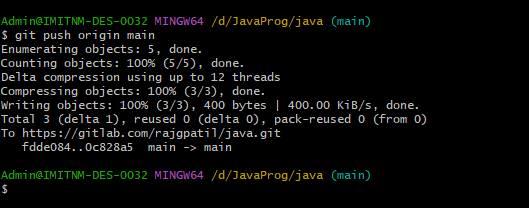 Admin@IMITNM-DES-0032 MINGW64 /d/JavaProg/java (main)
$ git push origin main
Enumerating objects: 5, done.
Counting objects: 100% (5/5), done.
Delta compression using up to 12 threads
Compressing objects: 100% (3/3), done.
Writing objects: 100% (3/3), 400 bytes | 400.00 KiB/s, done.
Total 3 (delta 1), reused 0 (delta 0), pack-reused 0 (from 0)
To https://gitlab.com/rajgpatil/java.git
   fdde084..0c828a5  main -> main
Admin@IMITNM-DES-0032 MINGW64 /d/JavaProg/java (main)
$